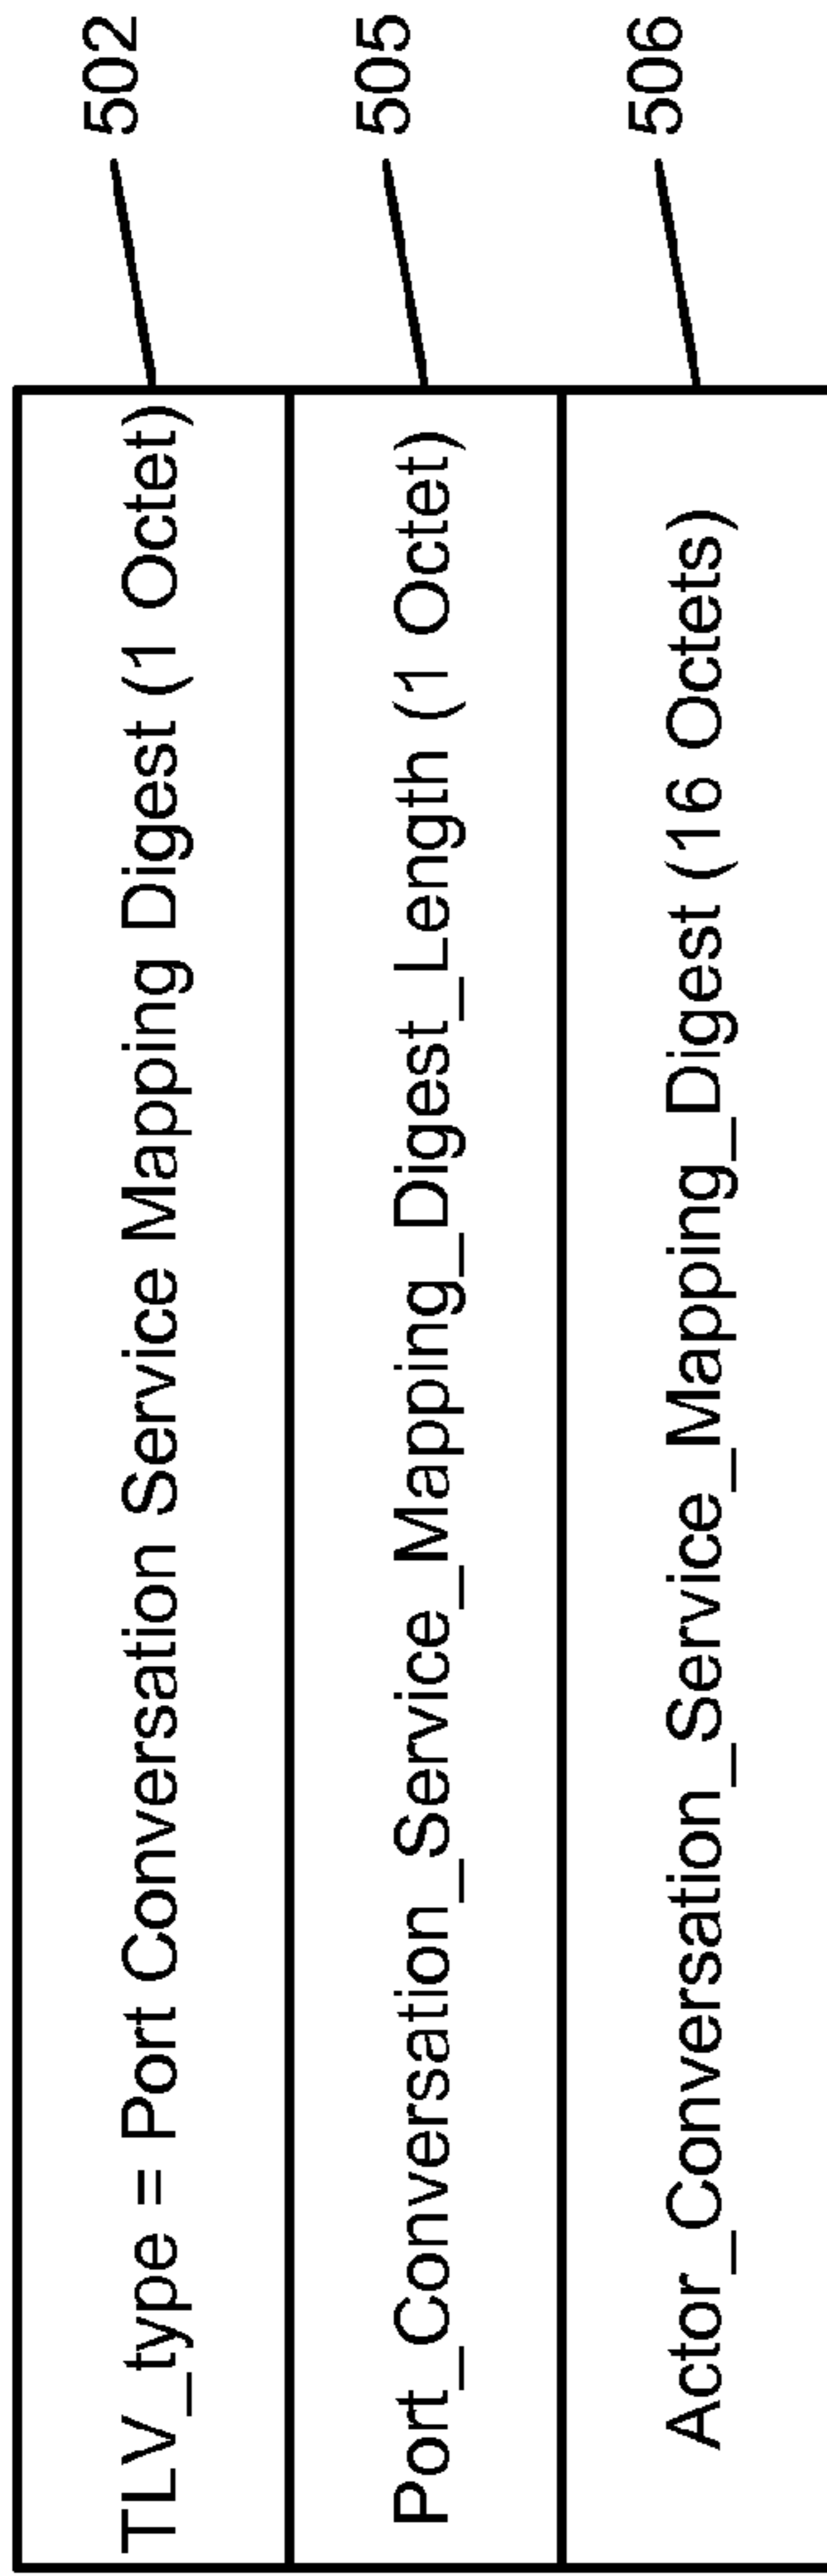 TLV_type = Port Conversation Service Mapping Digest (1 Octet) 502
Port_Conversation_Service_Mapping_Digest_Length (1 Octet) 505
Actor_Conversation_Service_Mapping_Digest (16 Octets) 506